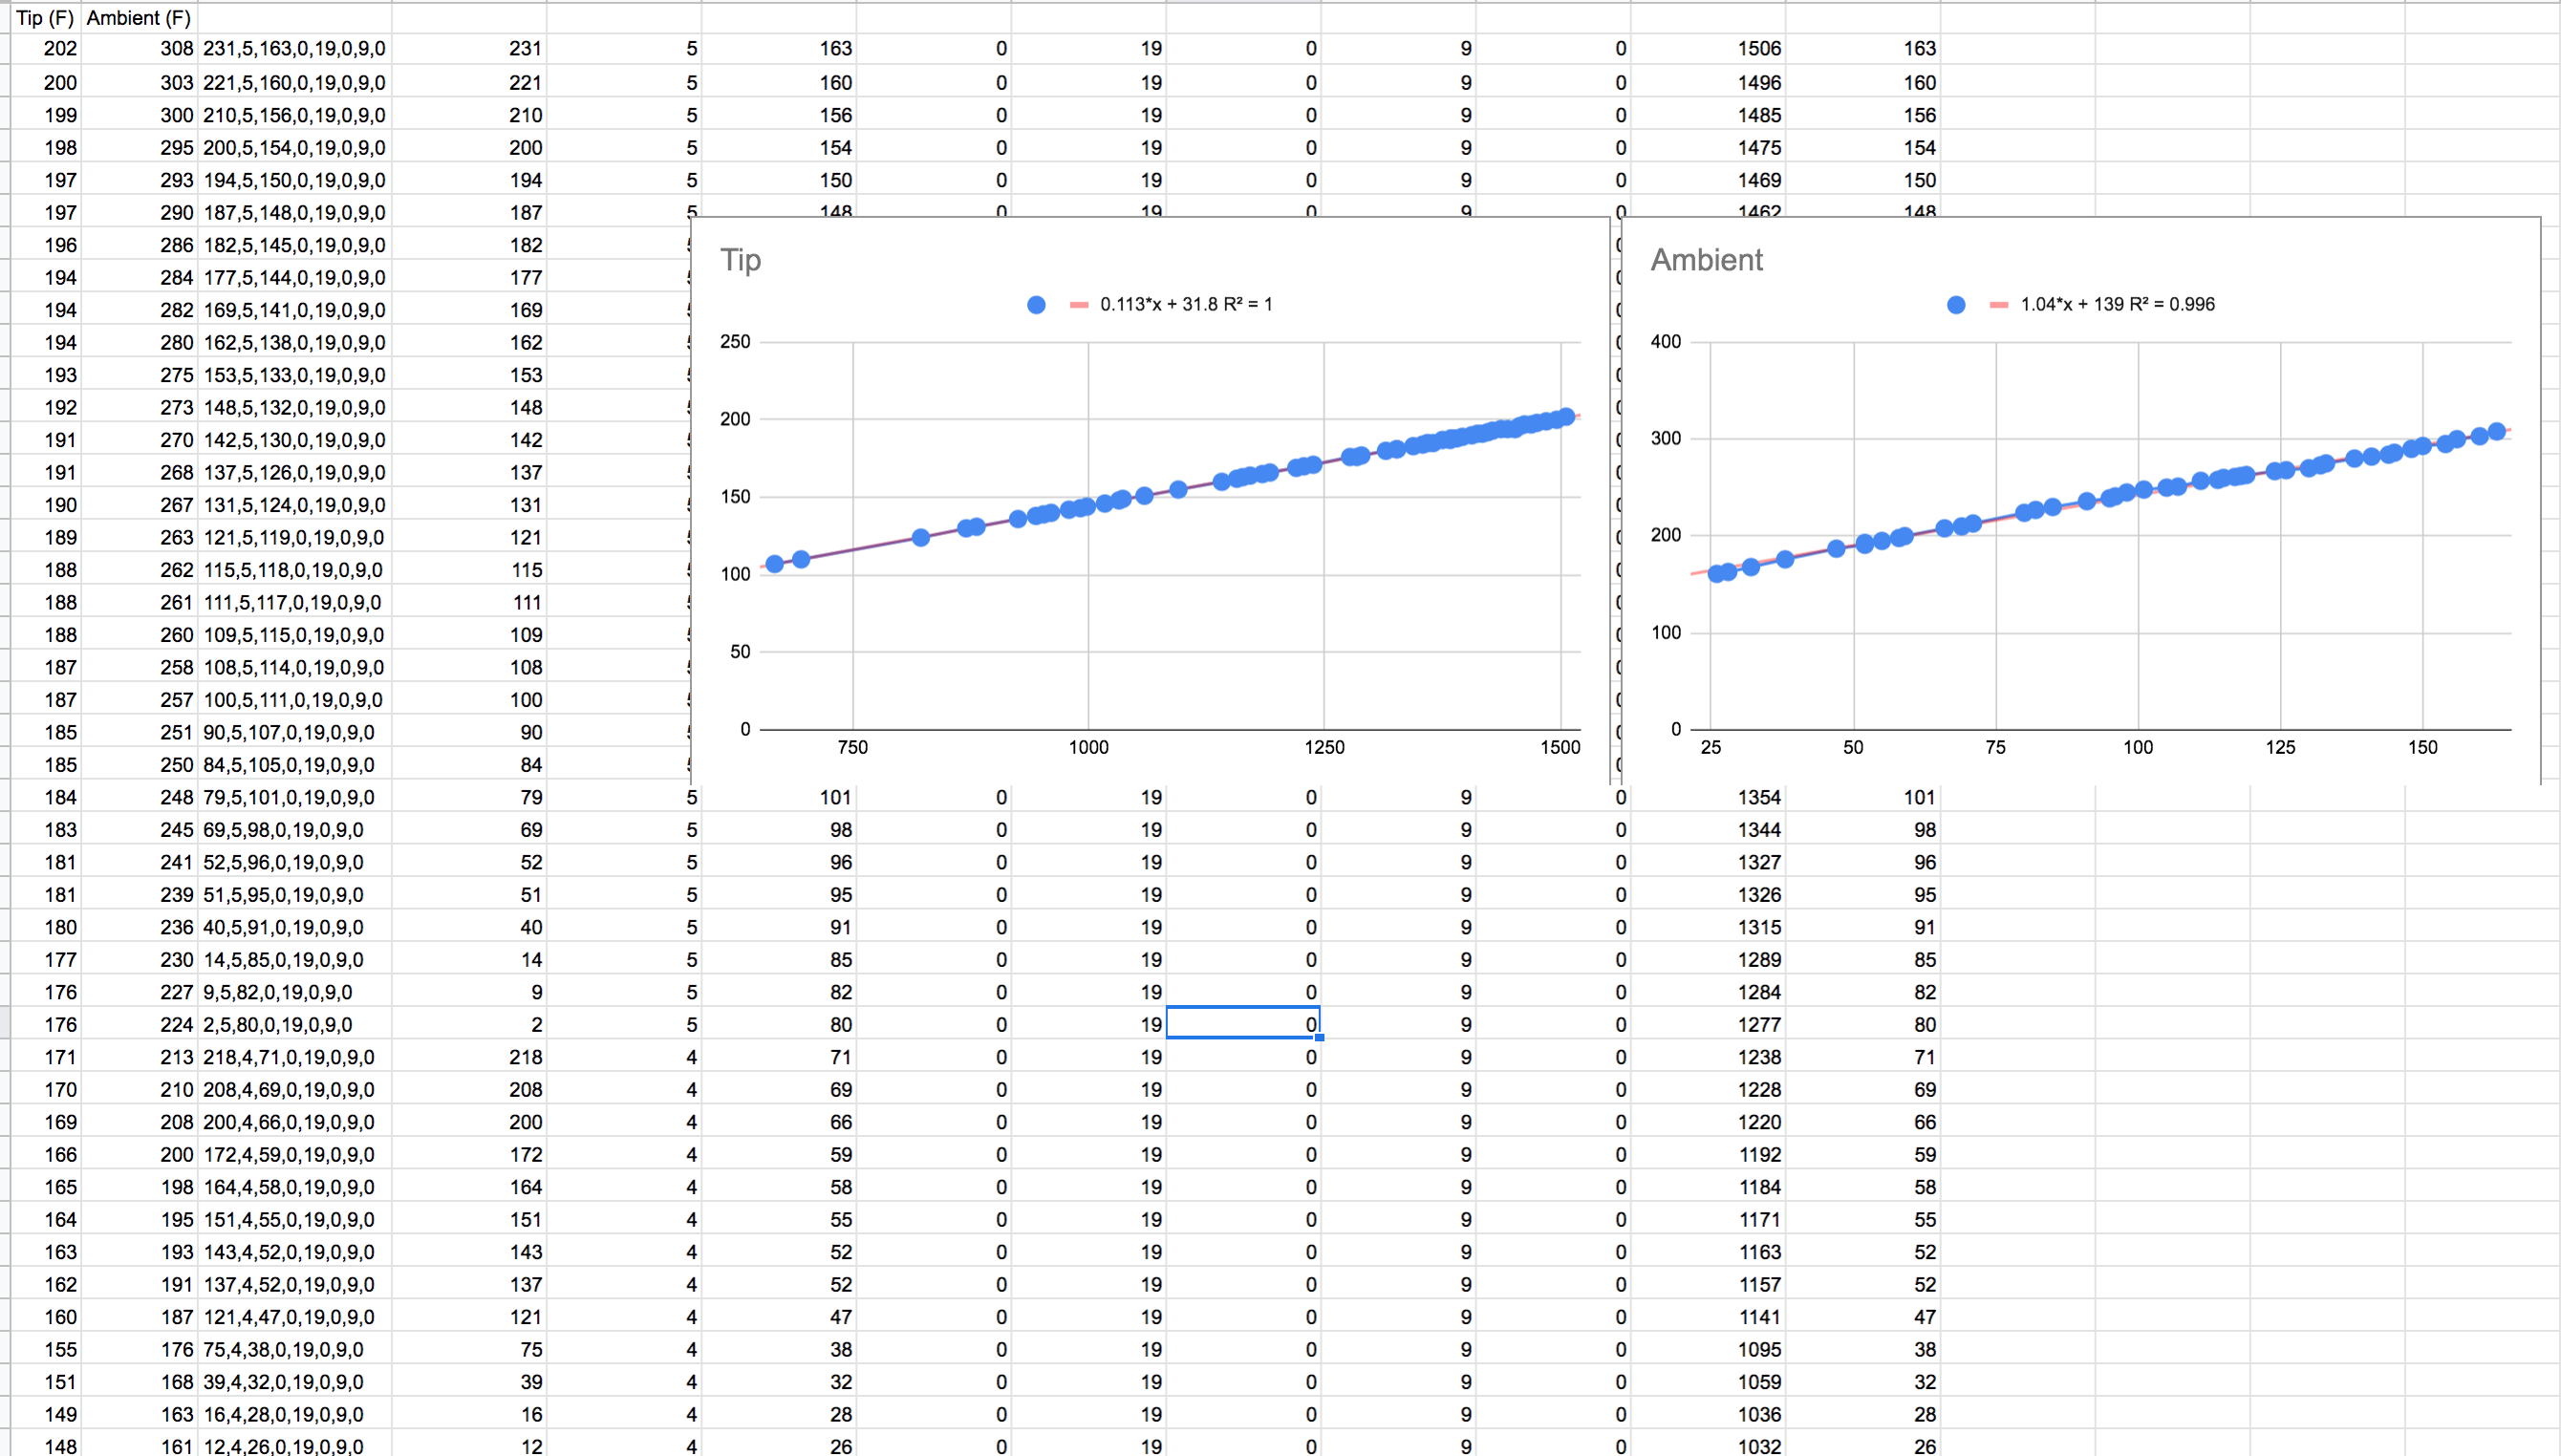 Tip (F) Ambient (F)
202 308 231,5,163,0,19,0,9,0 231 5 163 0 19 0 9 0 1506 163
200 303 221,5,160,0,19,0,9,0 221 5 160 0 19 0 9 0 1496 160
199 300 210,5,156,0,19,0,9,0 210 5 156 0 19 0 9 0 1485 156
198 295 200,5,154,0,19,0,9,0 200 5 154 0 19 0 9 0 1475 154
197 293 194,5,150,0,19,0,9,0 194 5 150 0 19 0 9 0 1469 150
197 290 187,5,148,0,19,0,9,0 187 5 148 0 19 0 9 0 1462 148
196 286 182,5,145,0,19,0,9,0 182
194 284 177,5,144,0,19,0,9,0 177
194 282 169,5,141,0,19,0,9,0 169
194 280 162,5,138,0,19,0,9,0 162
193 275 153,5,133,0,19,0,9,0 153
192 273 148,5,132,0,19,0,9,0 148
191 270 142,5,130,0,19,0,9,0 142
191 268 137,5,126,0,19,0,9,0 137
190 267 131,5,124,0,19,0,9,0 131
189 263 121,5,119,0,19,0,9,0 121
188 262 115,5,118,0,19,0,9,0 115
188 261 111,5,117,0,19,0,9,0 111
188 260 109,5,115,0,19,0,9,0 109
187 258 108,5,114,0,19,0,9,0 108
187 257 100,5,111,0,19,0,9,0 100
185 251 90,5,107,0,19,0,9,0 90
185 250 84,5,105,0,19,0,9,0 84
Tip
0.113*x + 31.8 R² = 1
250
200
150
100
50
0
750 1000 1250 1500
Ambient
1.04*x + 139 R² = 0.996
400
300
200
100
0
25 50 75 100 125 150
184 248 79,5,101,0,19,0,9,0 79 5 101 0 19 0 9 0 1354 101
183 245 69,5,98,0,19,0,9,0 69 5 98 0 19 0 9 0 1344 98
181 241 52,5,96,0,19,0,9,0 52 5 96 0 19 0 9 0 1327 96
181 239 51,5,95,0,19,0,9,0 51 5 95 0 19 0 9 0 1326 95
180 236 40,5,91,0,19,0,9,0 40 5 91 0 19 0 9 0 1315 91
177 230 14,5,85,0,19,0,9,0 14 5 85 0 19 0 9 0 1289 85
176 227 9,5,82,0,19,0,9,0 9 5 82 0 19 0 9 0 1284 82
176 224 2,5,80,0,19,0,9,0 2 5 80 0 19 0 9 0 1277 80
171 213 218,4,71,0,19,0,9,0 218 4 71 0 19 0 9 0 1238 71
170 210 208,4,69,0,19,0,9,0 208 4 69 0 19 0 9 0 1228 69
169 208 200,4,66,0,19,0,9,0 200 4 66 0 19 0 9 0 1220 66
166 200 172,4,59,0,19,0,9,0 172 4 59 0 19 0 9 0 1192 59
165 198 164,4,58,0,19,0,9,0 164 4 58 0 19 0 9 0 1184 58
164 195 151,4,55,0,19,0,9,0 151 4 55 0 19 0 9 0 1171 55
163 193 143,4,52,0,19,0,9,0 143 4 52 0 19 0 9 0 1163 52
162 191 137,4,52,0,19,0,9,0 137 4 52 0 19 0 9 0 1157 52
160 187 121,4,47,0,19,0,9,0 121 4 47 0 19 0 9 0 1141 47
155 176 75,4,38,0,19,0,9,0 75 4 38 0 19 0 9 0 1095 38
151 168 39,4,32,0,19,0,9,0 39 4 32 0 19 0 9 0 1059 32
149 163 16,4,28,0,19,0,9,0 16 4 28 0 19 0 9 0 1036 28
148 161 12,4,26,0,19,0,9,0 12 4 26 0 19 0 9 0 1032 26